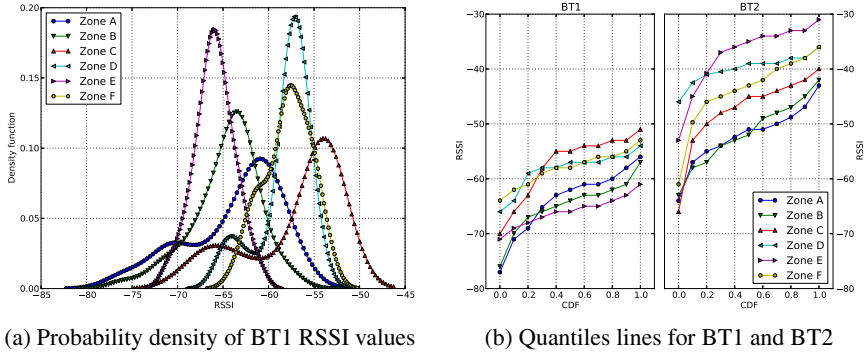 0.20
0.15
0.10
0.05
0.00
Density function
Zone A
Zone B
Zone C
Zone D
Zone E
Zone F
−85 −80 −75 −70 −65 −60 −55 −50 −45
RSSI
(a) Probability density of BT1 RSSI values
BT1
−30
−40
−50
−60
−70
−80
RSSI
0.0 0.2 0.4 0.6 0.8 1.0
CDF
BT2
−30
−40
−50
−60
−70
−80
RSSI
Zone A
Zone B
Zone C
Zone D
Zone E
Zone F
0.0 0.2 0.4 0.6 0.8 1.0
CDF
(b) Quantiles lines for BT1 and BT2